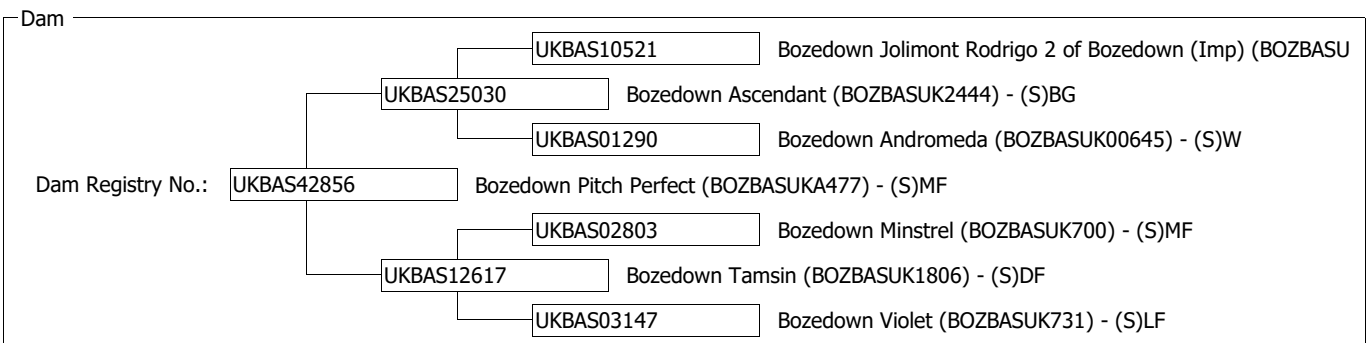 Dam
UKBAS10521 Bozedown Jolimont Rodrigo 2 of Bozedown (Imp) (BOZBASU
UKBAS25030 Bozedown Ascendant (BOZBASUK2444) - (S)BG
UKBAS01290 Bozedown Andromeda (BOZBASUK00645) - (S)W
Dam Registry No.: UKBAS42856 Bozedown Pitch Perfect (BOZBASUKA477) - (S)MF
UKBAS02803 Bozedown Minstrel (BOZBASUK700) - (S)MF
UKBAS12617 Bozedown Tamsin (BOZBASUK1806) - (S)DF
UKBAS03147 Bozedown Violet (BOZBASUK731) - (S)LF